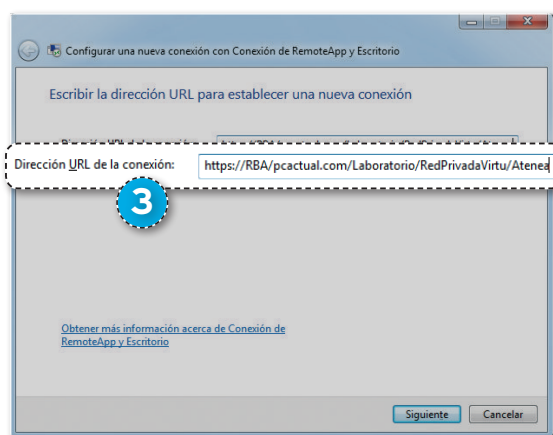 Configurar una nueva conexión con Conexión de RemoteApp y Escritorio
Escribir la dirección URL para establecer una nueva conexión
Dirección URL de la conexión: https://RBA/pcactual.com/Laboratorio/RedPrivadaVirtu/Atenea
3
Obtener más información acerca de Conexión de
RemoteApp y Escritorio
Siguiente Cancelar